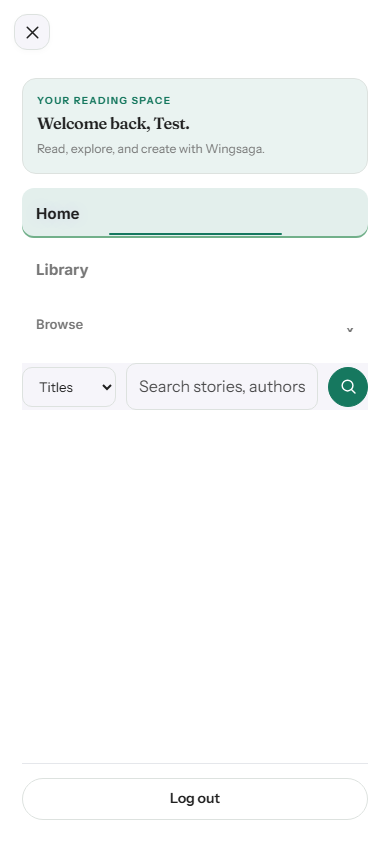 YOUR READING SPACE
Welcome back, Test.
Read, explore, and create with Wingsaga.
Home
Library
Browse
Titles
Search stories, authors
Log out